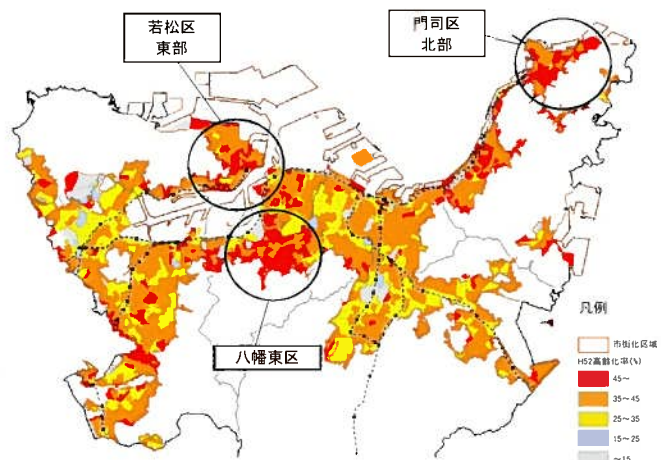 若松区
東部
門司区
北部
八幡東区
凡例
市街化区域
H52高齢化率(%)
45〜
35〜45
25〜35
15〜25
〜15